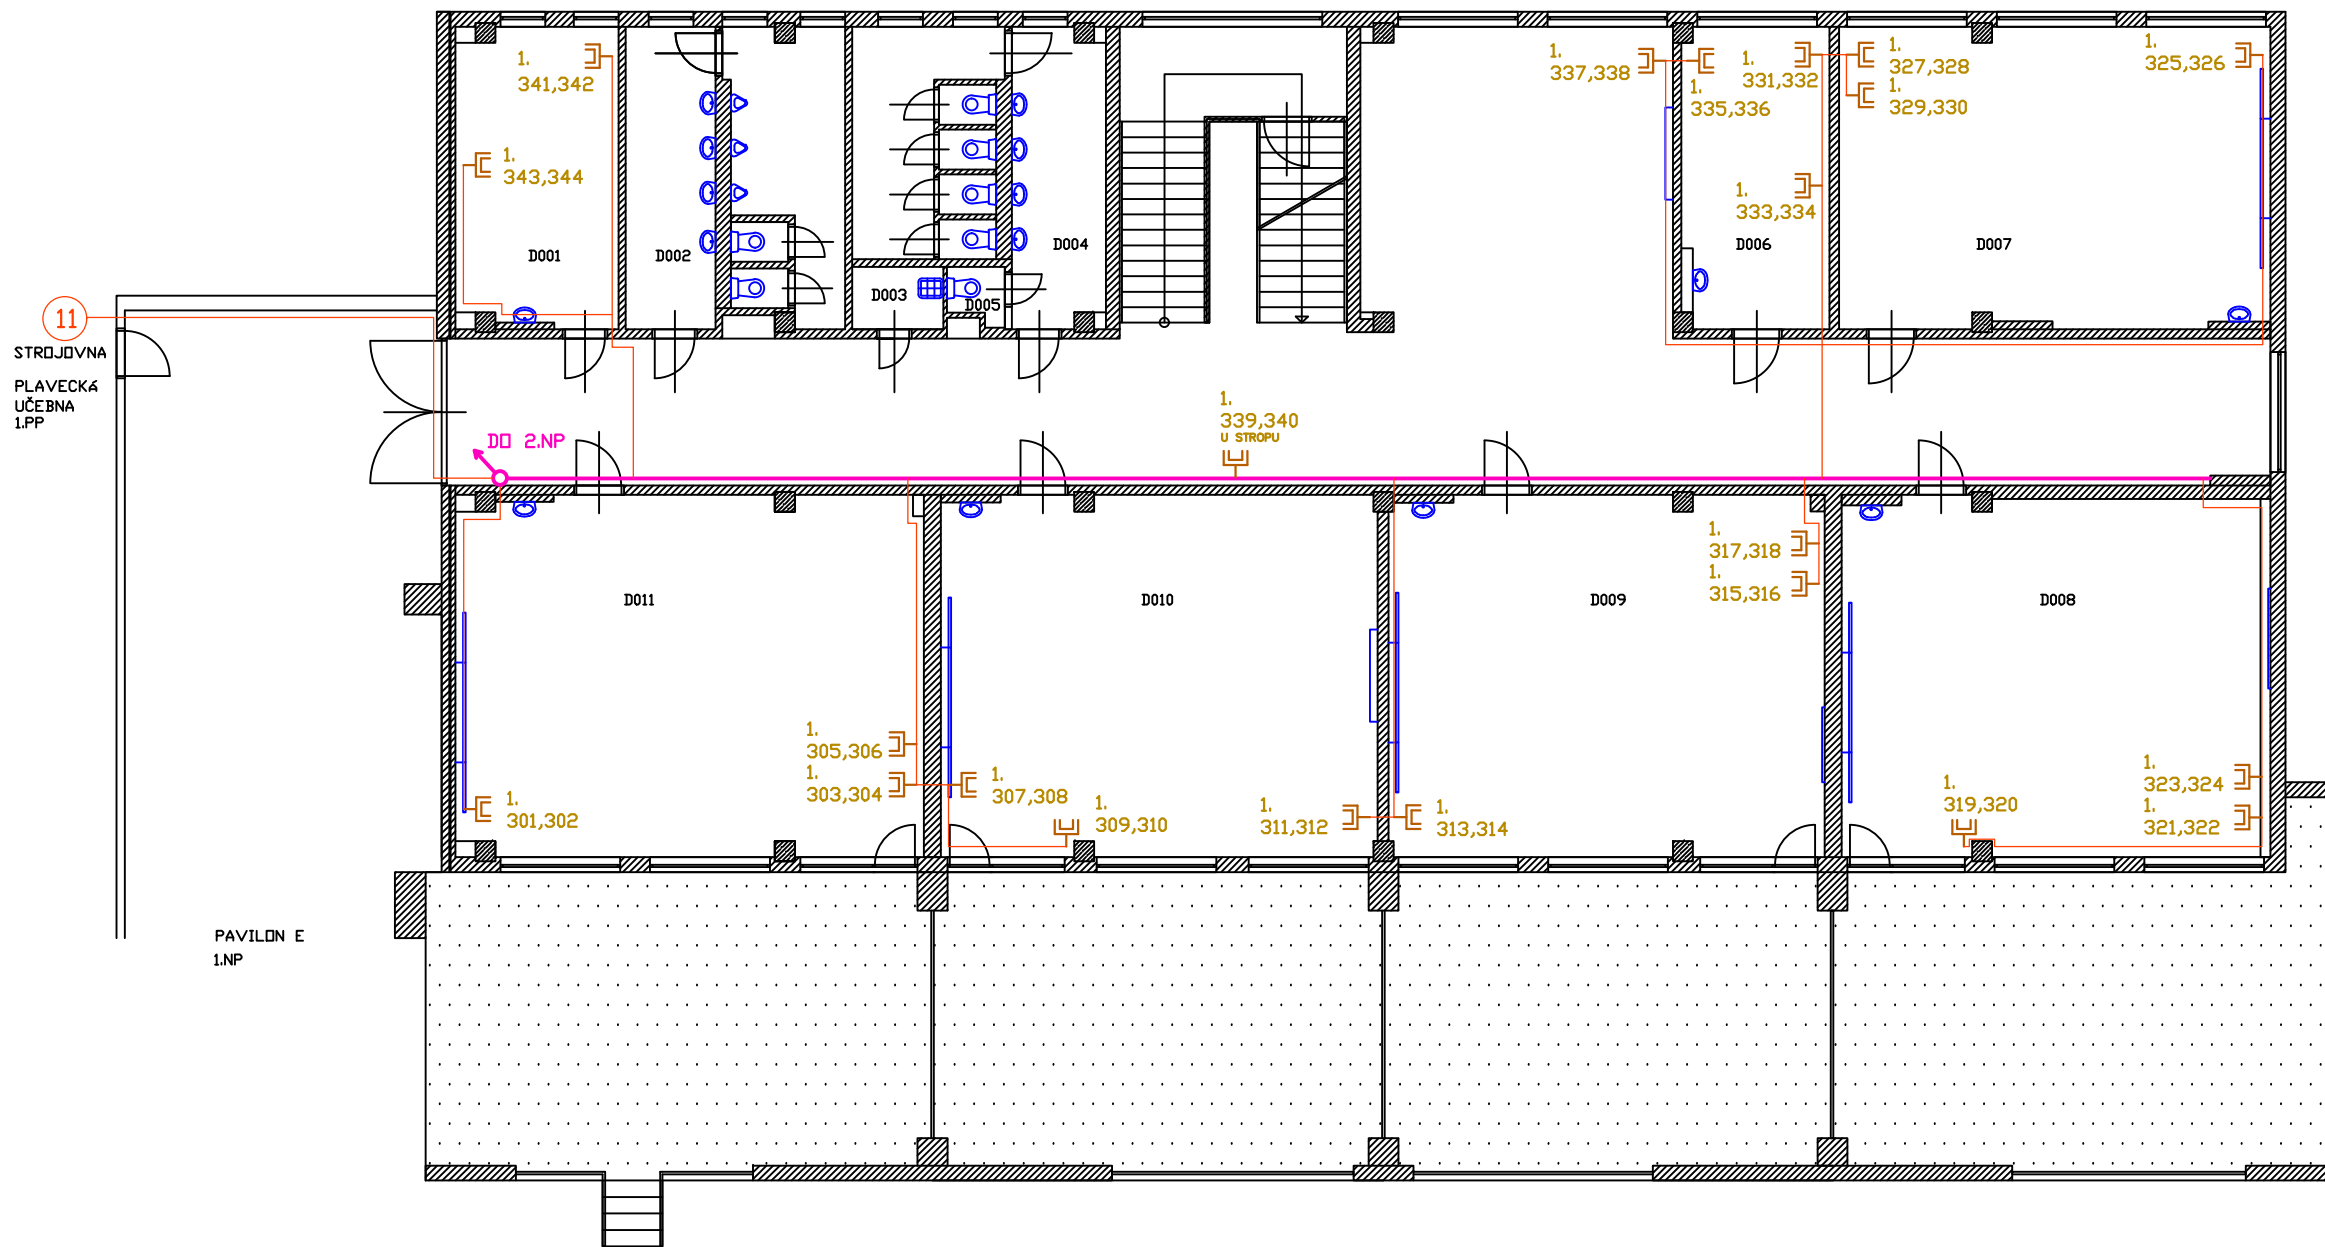 1.
341,342
1.
343,344
D001
D002
D003
D004
D005
1.
337,338
1.
335,336
1.
331,332
1.
333,334
D006
1.
327,328
1.
329,330
1.
325,326
D007
11
STROJOVNA
PLAVECKÁ
UČEBNA
1.PP
DO 2.NP
1.
339,340
U STROPU
D011
1.
305,306
1.
303,304
1.
301,302
D010
1.
307,308
1.
309,310
1.
311,312
D009
1.
317,318
1.
315,316
1.
313,314
D008
1.
319,320
1.
323,324
1.
321,322
PAVILON E
1.NP